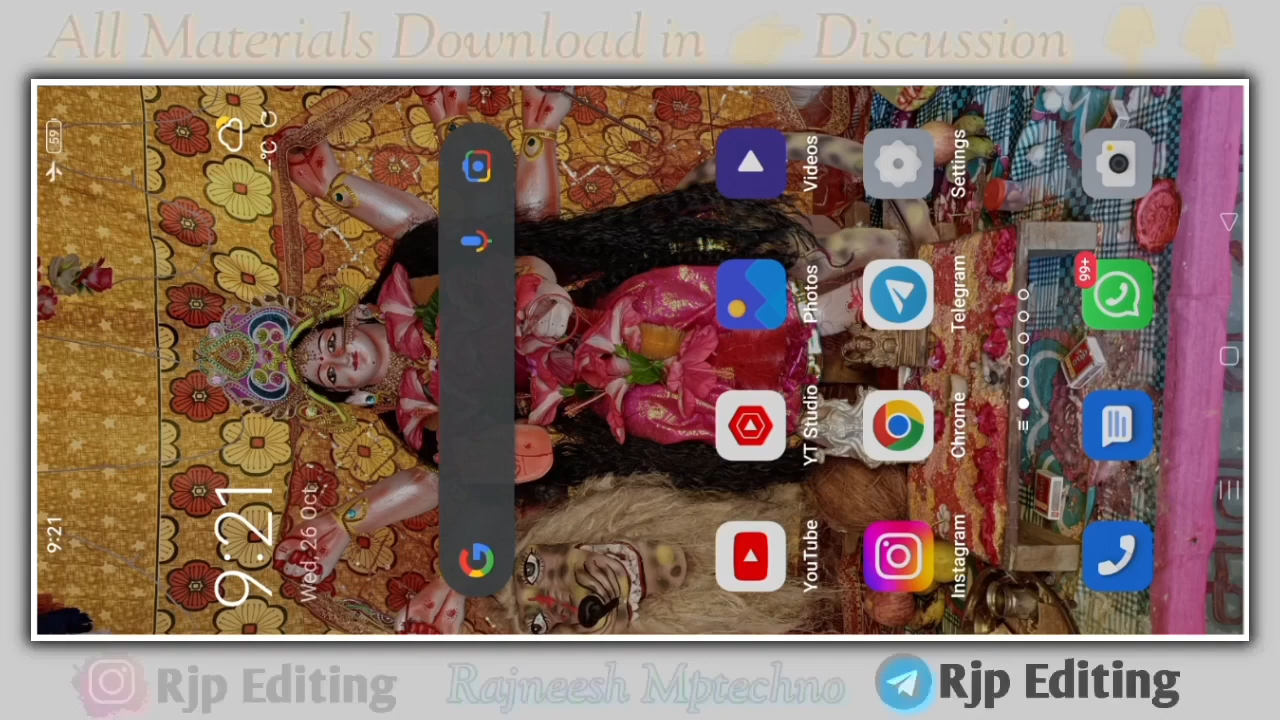 All Materials Download in 👉 Discussion 👇👇
9:21
59
9:21
Wed, 26 Oct
--°C
YouTube
YT Studio
Photos
Videos
Instagram
Chrome
Telegram
Settings
99+
Rjp Editing
Rajneesh Mptechno
Rjp Editing